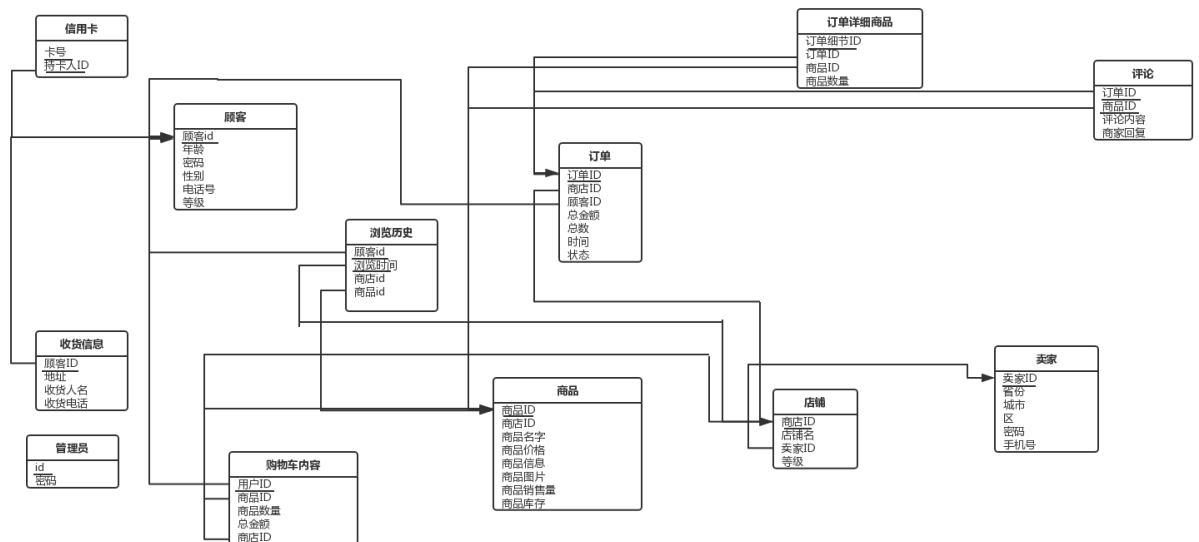 信用卡
卡号
持卡人ID
顾客
顾客id
年龄
密码
性别
电话号
等级
订单详细商品
订单细节ID
订单ID
商品ID
商品数量
评论
订单ID
商品ID
评论内容
商家回复
订单
订单ID
商店ID
顾客ID
总金额
总数
时间
状态
浏览历史
顾客id
浏览时间
商店id
商品id
收货信息
顾客ID
地址
收货人名
收货电话
管理员
id
密码
购物车内容
用户ID
商品ID
商品数量
总金额
商店ID
商品
商品ID
商店ID
商品名字
商品价格
商品信息
商品图片
商品销售量
商品库存
店铺
商店ID
店铺名
卖家ID
等级
卖家
卖家ID
省份
城市
区
密码
手机号